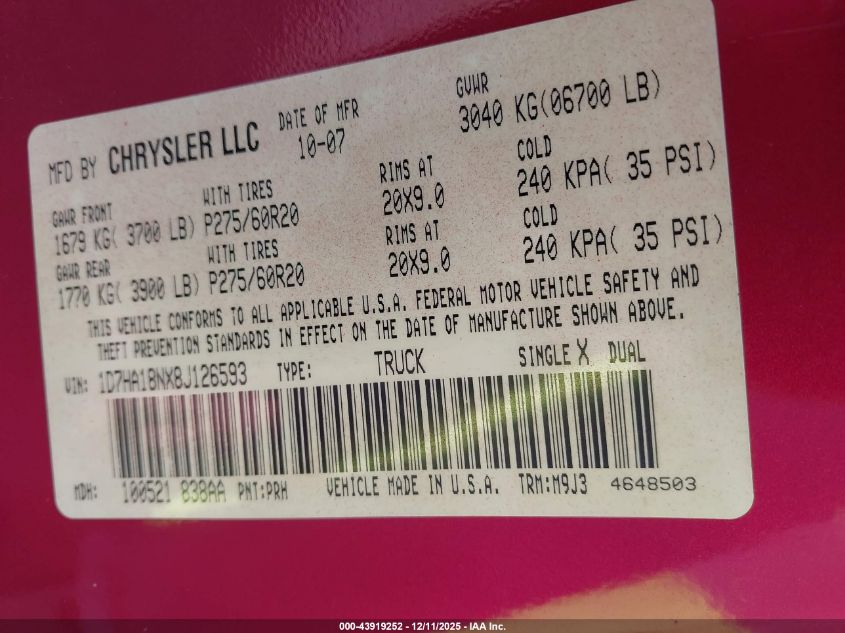 MFD BY CHRYSLER LLC DATE OF MFR GVWR
10-07 3040 KG(06700 LB)
GAWR FRONT WITH TIRES RIMS AT COLD
1679 KG( 3700 LB) P275/60R20 20X9.0 240 KPA( 35 PSI)
GAWR REAR WITH TIRES RIMS AT COLD
1770 KG( 3900 LB) P275/60R20 20X9.0 240 KPA( 35 PSI)
THIS VEHICLE CONFORMS TO ALL APPLICABLE U.S.A. FEDERAL MOTOR VEHICLE SAFETY AND
THEFT PREVENTION STANDARDS IN EFFECT ON THE DATE OF MANUFACTURE SHOWN ABOVE.
VIN: 1D7HA18NX8J126593 TYPE: TRUCK SINGLE X DUAL
MDH: 100521 838AA PNT:PRH VEHICLE MADE IN U.S.A. TRM:M9J3 4648503
000-43919252 - 12/11/2025 - IAA Inc.